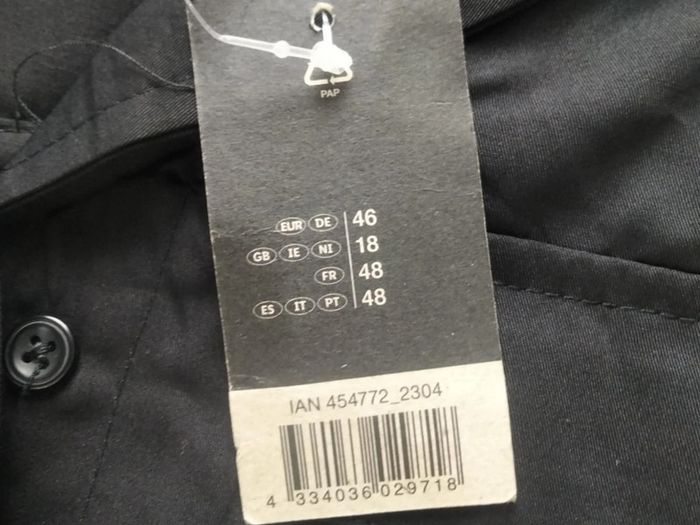 PAP
EUR DE 46
GB IE NI 18
FR 48
ES IT PT 48
IAN 454772_2304
4 334036 029718